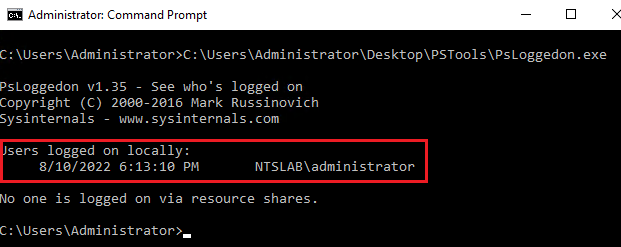 Administrator: Command Prompt
C:\Users\Administrator>C:\Users\Administrator\Desktop\PSTools\PsLoggedon.exe
PsLoggedon v1.35 - See who's logged on
Copyright (C) 2000-2016 Mark Russinovich
Sysinternals - www.sysinternals.com
Users logged on locally:
8/10/2022 6:13:10 PM NTSLAB\administrator
No one is logged on via resource shares.
C:\Users\Administrator>